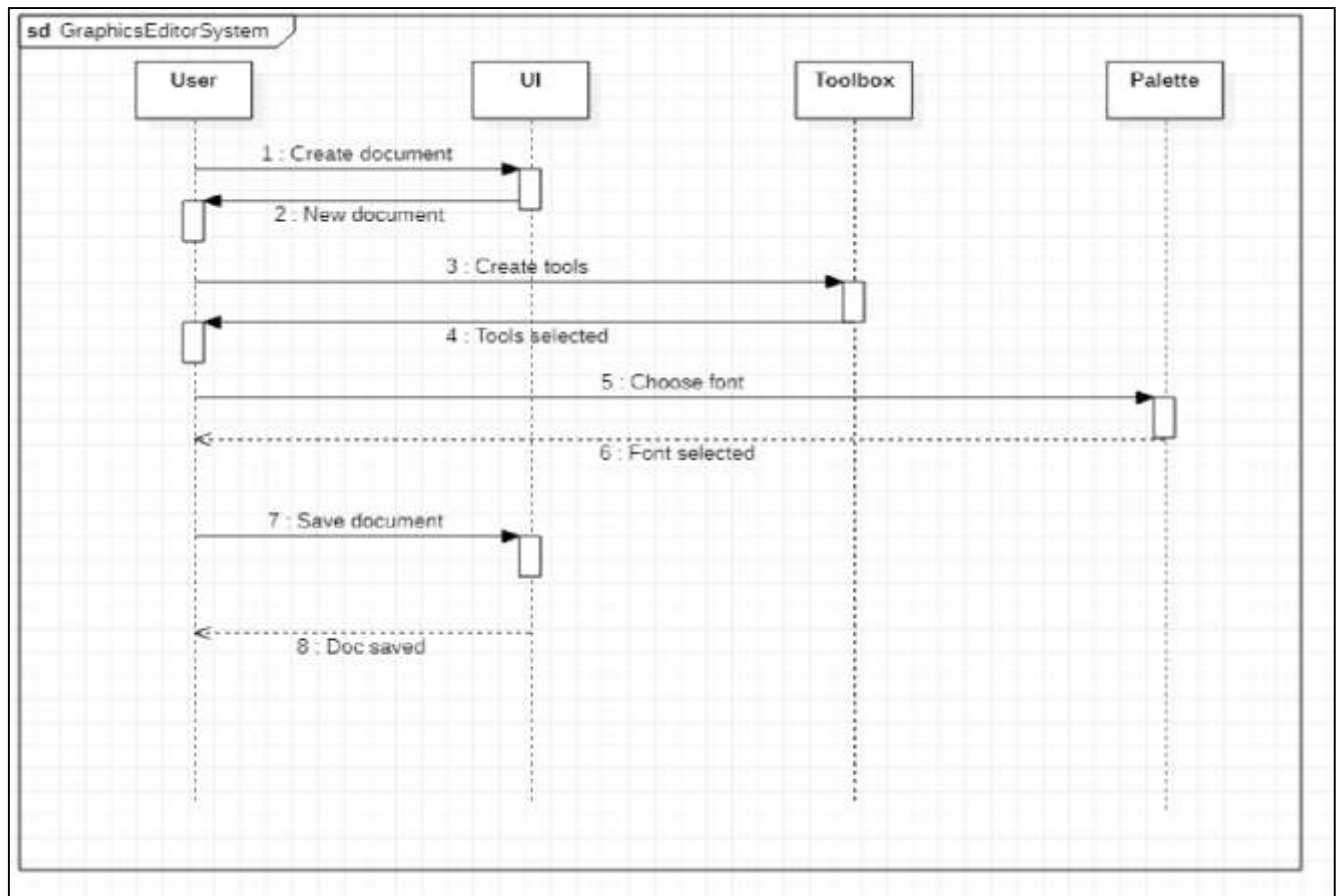 sd GraphicsEditorSystem
User
UI
Toolbox
Palette
1 : Create document
2 : New document
3 : Create tools
4 : Tools selected
5 : Choose font
6 : Font selected
7 : Save document
8 : Doc saved